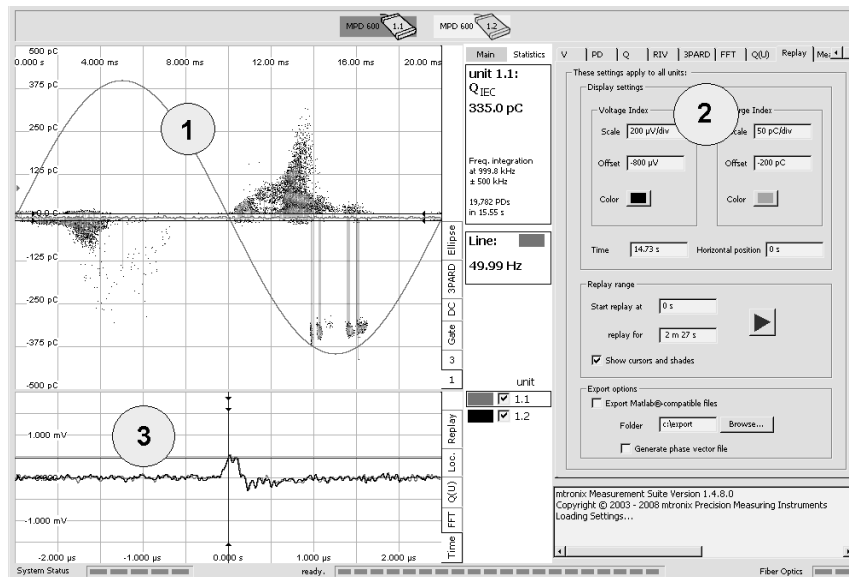 MPD 600 1.1 MPD 600 1.2
500 pC
0.000 s 4.000 ms 8.000 ms 12.00 ms 16.00 ms 20.00 ms
375 pC
250 pC
125 pC
0.0 C
-125 pC
-250 pC
-375 pC
-500 pC
1
Ellipse
3PARD
DC
Gate
3
1
Main Statistics
unit 1.1:
Q IEC
335.0 pC
Freq. integration
at 999.8 kHz
± 500 kHz
19,782 PDs
in 15.55 s
Line:
49.99 Hz
unit
1.1
1.2
1.000 mV
-1.000 mV
-2.000 µs -1.000 µs 0.000 s 1.000 µs 2.000 µs
3
Replay
Loc.
Q(U)
FFT
Time
V PD Q RIV 3PARD FFT Q(U) Replay
These settings apply to all units:
Display settings
Voltage Index
Scale 200 µV/div
Offset -800 µV
Color
2
Index
50 pC/div
Offset -200 pC
Color
Time 14.73 s Horizontal position 0 s
Replay range
Start replay at 0 s
replay for 2 m 27 s
Show cursors and shades
Export options
Export Matlab®-compatible files
Folder c:\export Browse...
Generate phase vector file
mtronix Measurement Suite Version 1.4.8.0
Copyright © 2003 - 2008 mtronix Precision Measuring Instruments
Loading Settings...
System Status ready. Fiber Optics